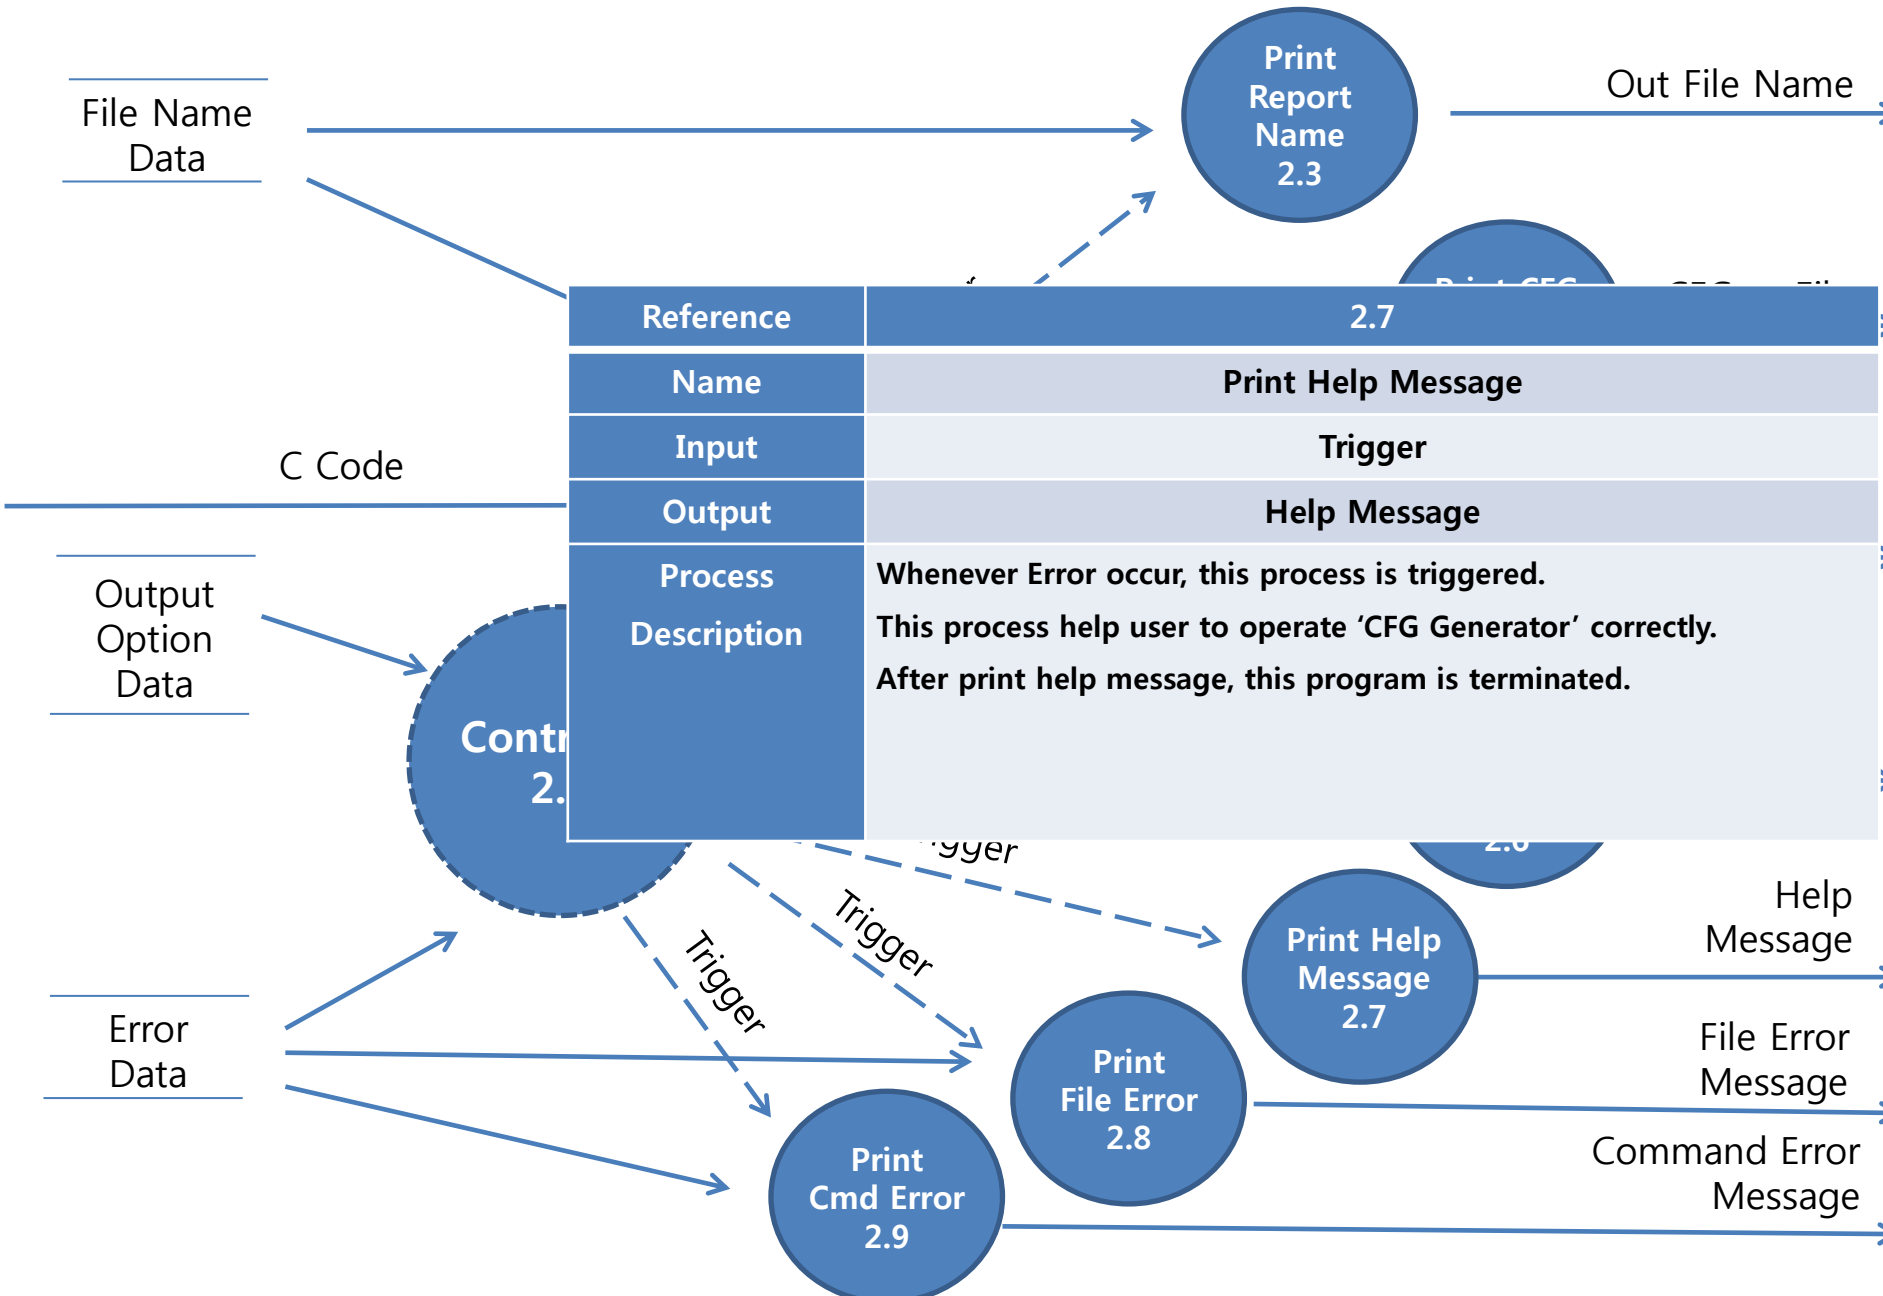 Print
Report
Name
2.3
Out File Name
File Name
Data
Reference
2.7
Name
Print Help Message
Input
Trigger
Output
Help Message
Process
Description
Whenever Error occur, this process is triggered.
This process help user to operate ‘CFG Generator’ correctly.
After print help message, this program is terminated.
C Code
Output
Option
Data
Trigger
Trigger
Print Help
Message
2.7
Help
Message
Error
Data
Print
File Error
2.8
File Error
Message
Print
Cmd Error
2.9
Command Error
Message